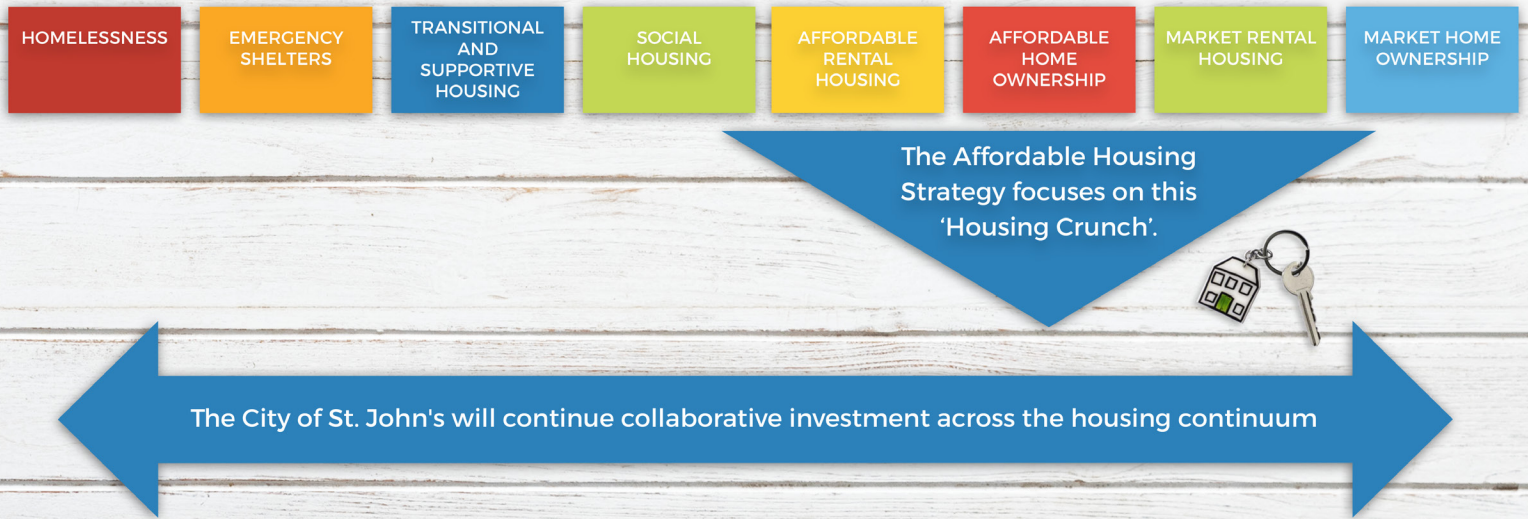 HOMELESSNESS
EMERGENCY
SHELTERS
TRANSITIONAL
AND
SUPPORTIVE
HOUSING
SOCIAL
HOUSING
AFFORDABLE
RENTAL
HOUSING
AFFORDABLE
HOME
OWNERSHIP
MARKET RENTAL
HOUSING
MARKET HOME
OWNERSHIP
The Affordable Housing
Strategy focuses on this
‘Housing Crunch’.
The City of St. John's will continue collaborative investment across the housing continuum